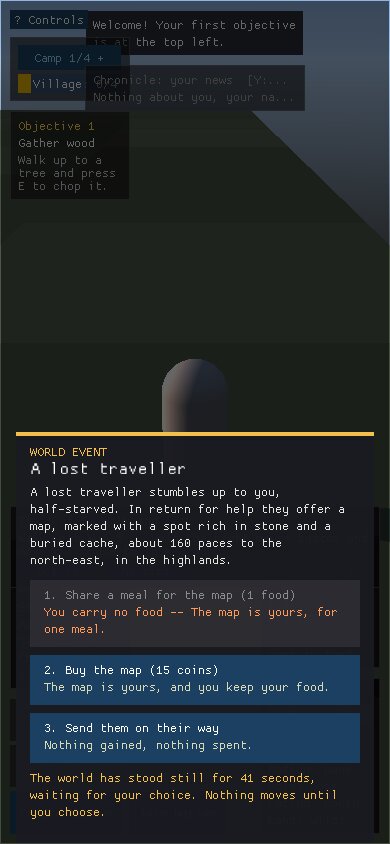 ? Controls
Welcome! Your first objective
is at the top left.
Camp 1/4 +
Village
Chronicle: your news [Y:...
Nothing about you, your na...
Objective 1
Gather wood
Walk up to a
tree and press
E to chop it.
WORLD EVENT
A lost traveller
A lost traveller stumbles up to you,
half-starved. In return for help they offer a
map, marked with a spot rich in stone and a
buried cache, about 160 paces to the
north-east, in the highlands.
1. Share a meal for the map (1 food)
You carry no food -- The map is yours, for
one meal.
2. Buy the map (15 coins)
The map is yours, and you keep your food.
3. Send them on their way
Nothing gained, nothing spent.
The world has stood still for 41 seconds,
waiting for your choice. Nothing moves until
you choose.